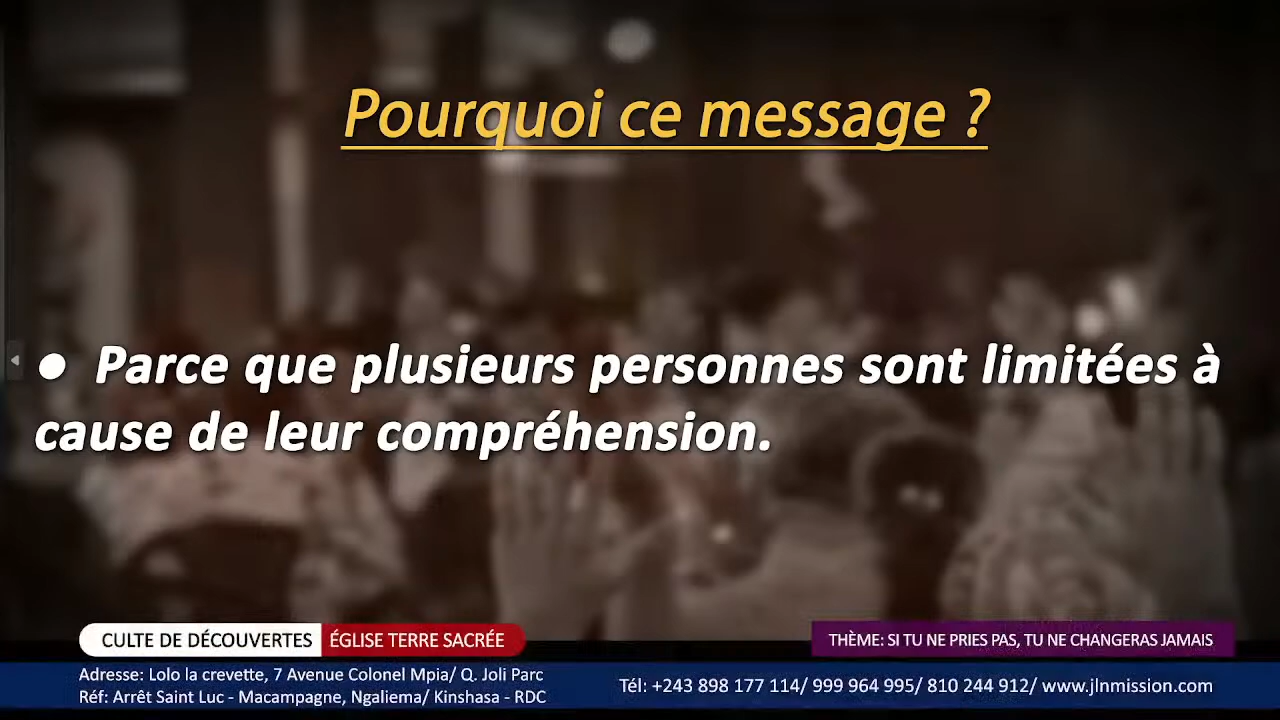 Pourquoi ce message ?
● Parce que plusieurs personnes sont limitées à
cause de leur compréhension.
CULTE DE DÉCOUVERTES ÉGLISE TERRE SACRÉE
THÈME: SI TU NE PRIES PAS, TU NE CHANGERAS JAMAIS
Adresse: Lolo la crevette, 7 Avenue Colonel Mpia/ Q. Joli Parc
Réf: Arrêt Saint Luc - Macampagne, Ngaliema/ Kinshasa - RDC
Tél: +243 898 177 114/ 999 964 995/ 810 244 912/ www.jlnmission.com